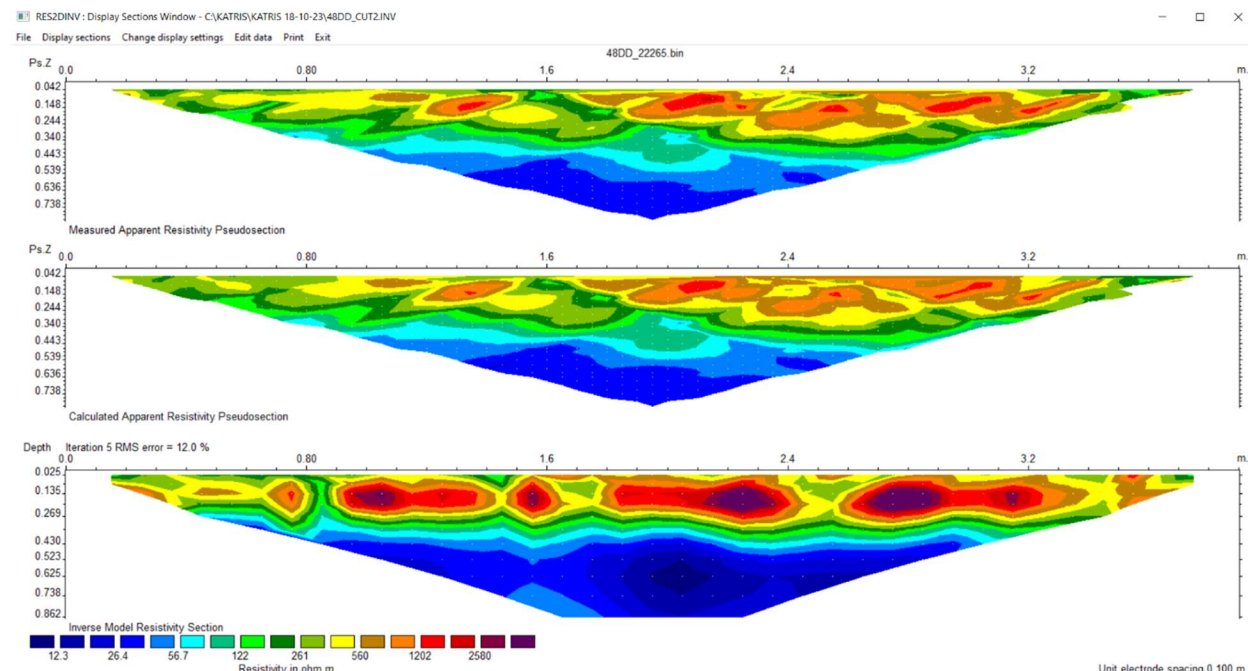 RES2DINV : Display Sections Window - C:\KATRIS\KATRIS 18-10-23\48DD_CUT2.INV
File Display sections Change display settings Edit data Print Exit
48DD_22265.bin
Ps.Z 0.0 0.80 1.6 2.4 3.2 m.
0.042
0.148
0.244
0.340
0.443
0.539
0.636
0.738
Measured Apparent Resistivity Pseudosection
Ps.Z 0.0 0.80 1.6 2.4 3.2 m.
0.042
0.148
0.244
0.340
0.443
0.539
0.636
0.738
Calculated Apparent Resistivity Pseudosection
Depth Iteration 5 RMS error = 12.0 %
0.0 0.80 1.6 2.4 3.2 m.
0.025
0.135
0.269
0.430
0.523
0.625
0.738
0.862
Inverse Model Resistivity Section
12.3 26.4 56.7 122 261 560 1202 2580
Resistivity in ohm.m
Unit electrode spacing 0.100 m.